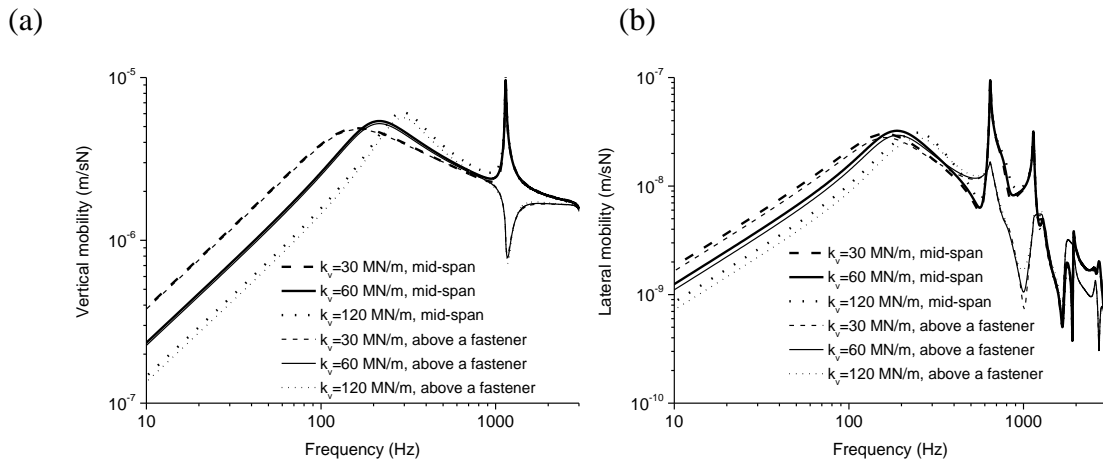 (a)
10^-5
10^-6
10^-7
Vertical mobility (m/sN)
k_v=30 MN/m, mid-span
k_v=60 MN/m, mid-span
k_v=120 MN/m, mid-span
k_v=30 MN/m, above a fastener
k_v=60 MN/m, above a fastener
k_v=120 MN/m, above a fastener
10 100 1000
Frequency (Hz)
(b)
10^-7
10^-8
10^-9
10^-10
Lateral mobility (m/sN)
k_v=30 MN/m, mid-span
k_v=60 MN/m, mid-span
k_v=120 MN/m, mid-span
k_v=30 MN/m, above a fastener
k_v=60 MN/m, above a fastener
k_v=120 MN/m, above a fastener
10 100 1000
Frequency (Hz)